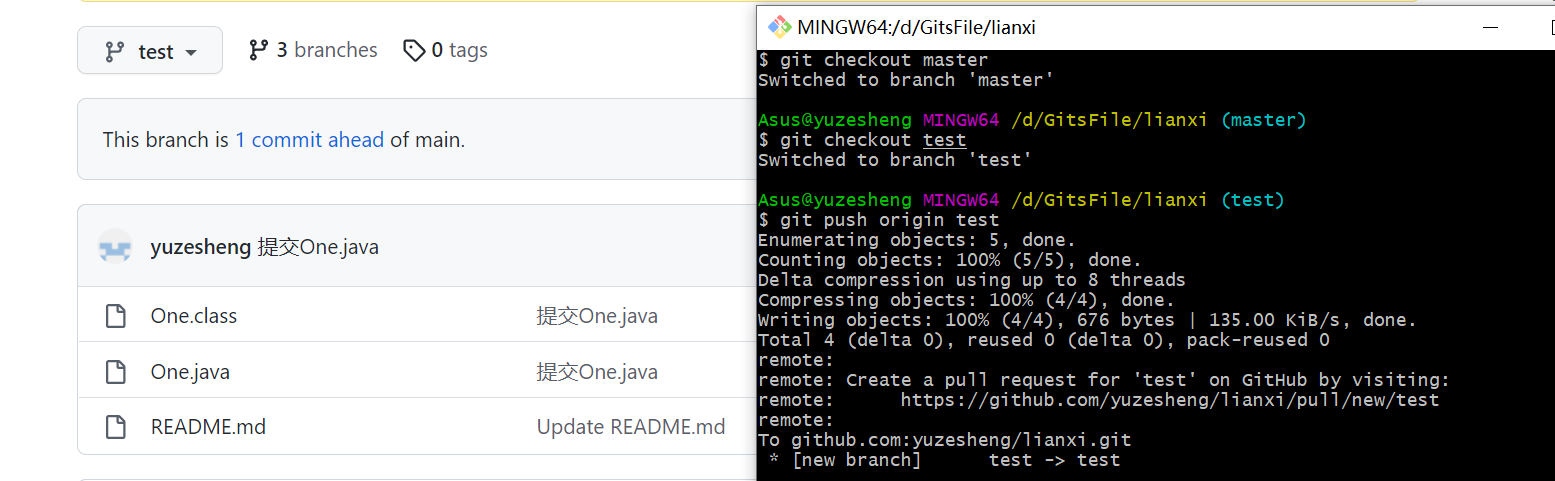 test
3 branches
0 tags
This branch is 1 commit ahead of main.
yuzesheng 提交One.java
One.class 提交One.java
One.java 提交One.java
README.md Update README.md
MINGW64:/d/GitsFile/lianxi
$ git checkout master
Switched to branch 'master'
Asus@yuzesheng MINGW64 /d/GitsFile/lianxi (master)
$ git checkout test
Switched to branch 'test'
Asus@yuzesheng MINGW64 /d/GitsFile/lianxi (test)
$ git push origin test
Enumerating objects: 5, done.
Counting objects: 100% (5/5), done.
Delta compression using up to 8 threads
Compressing objects: 100% (4/4), done.
Writing objects: 100% (4/4), 676 bytes | 135.00 KiB/s, done.
Total 4 (delta 0), reused 0 (delta 0), pack-reused 0
remote:
remote: Create a pull request for 'test' on GitHub by visiting:
remote:      https://github.com/yuzesheng/lianxi/pull/new/test
remote:
To github.com:yuzesheng/lianxi.git
 * [new branch]      test -> test